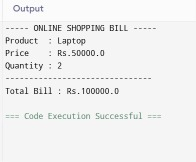 Output
----- ONLINE SHOPPING BILL -----
Product  : Laptop
Price    : Rs.50000.0
Quantity : 2
------------------------------
Total Bill : Rs.100000.0
=== Code Execution Successful ===